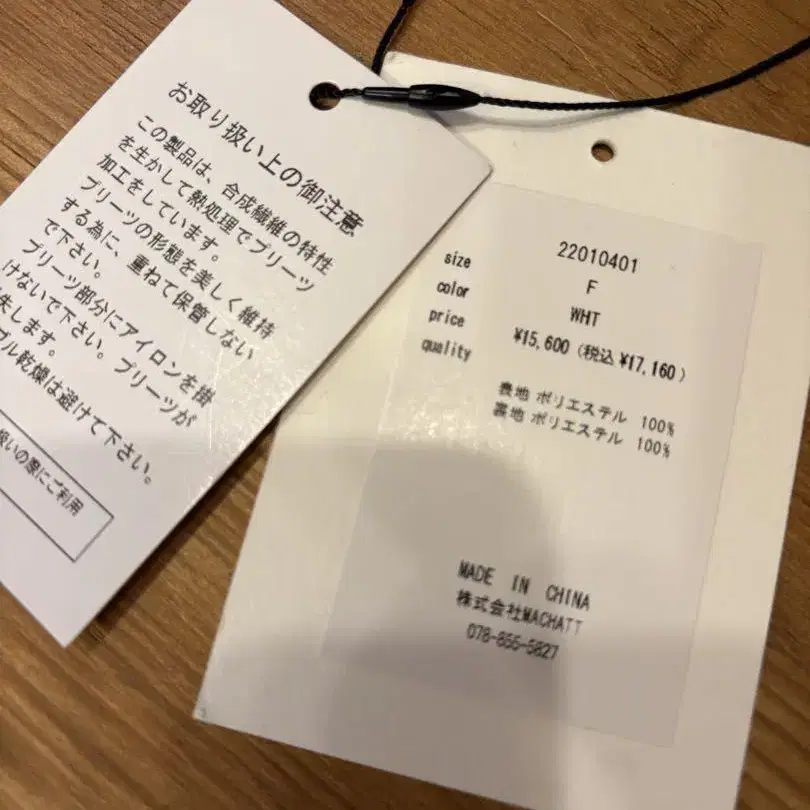 お取り扱い上の御注意
この製品は、合成繊維の特性
を生かして熱処理でプリーツ
加工をしています。
プリーツの形態を美しく維持
する為に、重ねて保管しない
で下さい。
プリーツ部分にアイロンを掛
けないで下さい。プリーツが
失します。
ブル乾燥は避けて下さい。
扱いの際にご利用
22010401
size F
color WHT
price ¥15,600 (税込 ¥17,160)
quality
表地 ポリエステル 100%
裏地 ポリエステル 100%
MADE IN CHINA
株式会社MACHATT
078-855-5827